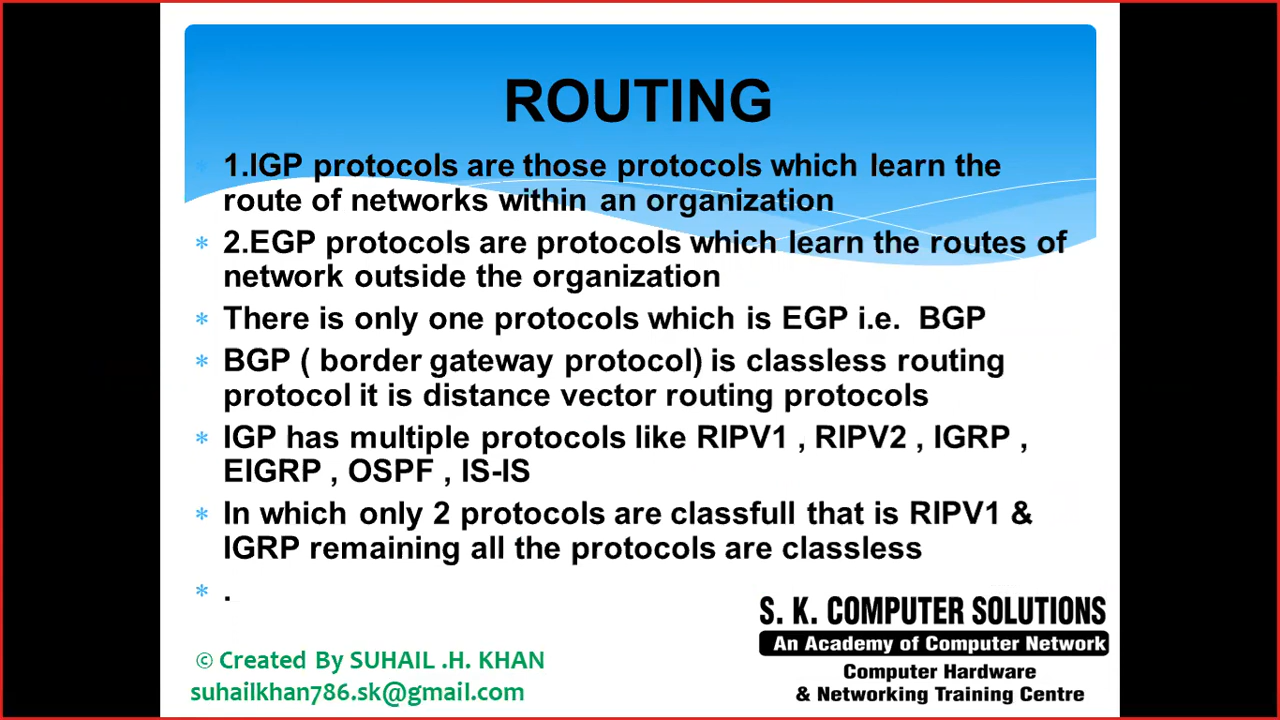 ROUTING
1.IGP protocols are those protocols which learn the
route of networks within an organization
* 2.EGP protocols are protocols which learn the routes of
network outside the organization
* There is only one protocols which is EGP i.e. BGP
* BGP ( border gateway protocol) is classless routing
protocol it is distance vector routing protocols
* IGP has multiple protocols like RIPV1 , RIPV2 , IGRP ,
EIGRP , OSPF , IS-IS
* In which only 2 protocols are classfull that is RIPV1 &
IGRP remaining all the protocols are classless
* .
S. K. COMPUTER SOLUTIONS
An Academy of Computer Network
Computer Hardware
& Networking Training Centre
© Created By SUHAIL .H. KHAN
suhailkhan786.sk@gmail.com